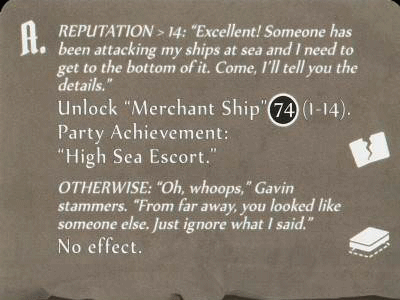 A. REPUTATION > 14: “Excellent! Someone has
been attacking my ships at sea and I need to
get to the bottom of it. Come, I’ll tell you the
details.”
Unlock “Merchant Ship” 74 (I-14).
Party Achievement:
“High Sea Escort.”
OTHERWISE: “Oh, whoops,” Gavin
stammers. “From far away, you looked like
someone else. Just ignore what I said.”
No effect.